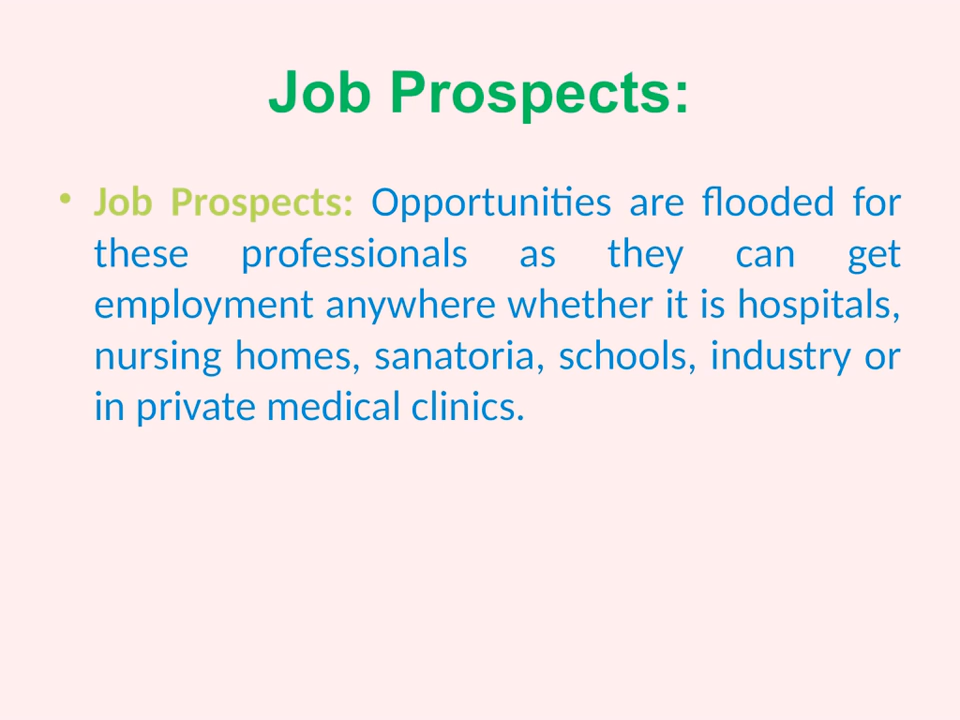 Job Prospects:
• Job Prospects: Opportunities are flooded for
these professionals as they can get
employment anywhere whether it is hospitals,
nursing homes, sanatoria, schools, industry or
in private medical clinics.